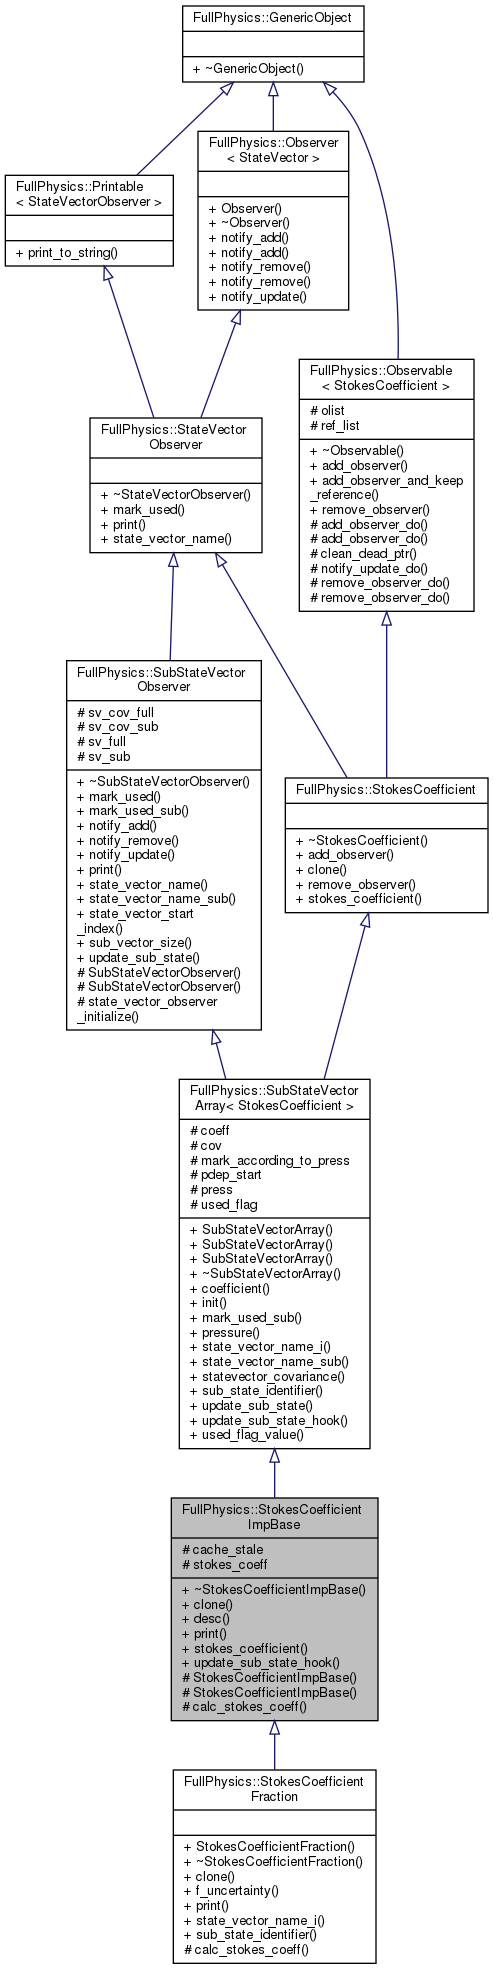 FullPhysics::GenericObject
+ ~GenericObject()
FullPhysics::Observer
< StateVector >
+ Observer()
+ ~Observer()
+ notify_add()
+ notify_add()
+ notify_remove()
+ notify_remove()
+ notify_update()
FullPhysics::Printable
< StateVectorObserver >
+ print_to_string()
FullPhysics::Observable
< StokesCoefficient >
# olist
# ref_list
+ ~Observable()
+ add_observer()
+ add_observer_and_keep
_reference()
+ remove_observer()
# add_observer_do()
# add_observer_do()
# clean_dead_ptr()
# notify_update_do()
# remove_observer_do()
# remove_observer_do()
FullPhysics::StateVector
Observer
+ ~StateVectorObserver()
+ mark_used()
+ print()
+ state_vector_name()
FullPhysics::SubStateVector
Observer
# sv_cov_full
# sv_cov_sub
# sv_full
# sv_sub
+ ~SubStateVectorObserver()
+ mark_used()
+ mark_used_sub()
+ notify_add()
+ notify_remove()
+ notify_update()
+ print()
+ state_vector_name()
+ state_vector_name_sub()
+ state_vector_start
_index()
+ sub_vector_size()
+ update_sub_state()
# SubStateVectorObserver()
# SubStateVectorObserver()
# state_vector_observer
_initialize()
FullPhysics::StokesCoefficient
+ ~StokesCoefficient()
+ add_observer()
+ clone()
+ remove_observer()
+ stokes_coefficient()
FullPhysics::SubStateVector
Array< StokesCoefficient >
# coeff
# cov
# mark_according_to_press
# pdep_start
# press
# used_flag
+ SubStateVectorArray()
+ SubStateVectorArray()
+ SubStateVectorArray()
+ ~SubStateVectorArray()
+ coefficient()
+ init()
+ mark_used_sub()
+ pressure()
+ state_vector_name_i()
+ state_vector_name_sub()
+ statevector_covariance()
+ sub_state_identifier()
+ update_sub_state()
+ update_sub_state_hook()
+ used_flag_value()
FullPhysics::StokesCoefficient
ImpBase
# cache_stale
# stokes_coeff
+ ~StokesCoefficientImpBase()
+ clone()
+ desc()
+ print()
+ stokes_coefficient()
+ update_sub_state_hook()
# StokesCoefficientImpBase()
# StokesCoefficientImpBase()
# calc_stokes_coeff()
FullPhysics::StokesCoefficient
Fraction
+ StokesCoefficientFraction()
+ ~StokesCoefficientFraction()
+ clone()
+ f_uncertainty()
+ print()
+ state_vector_name_i()
+ sub_state_identifier()
# calc_stokes_coeff()